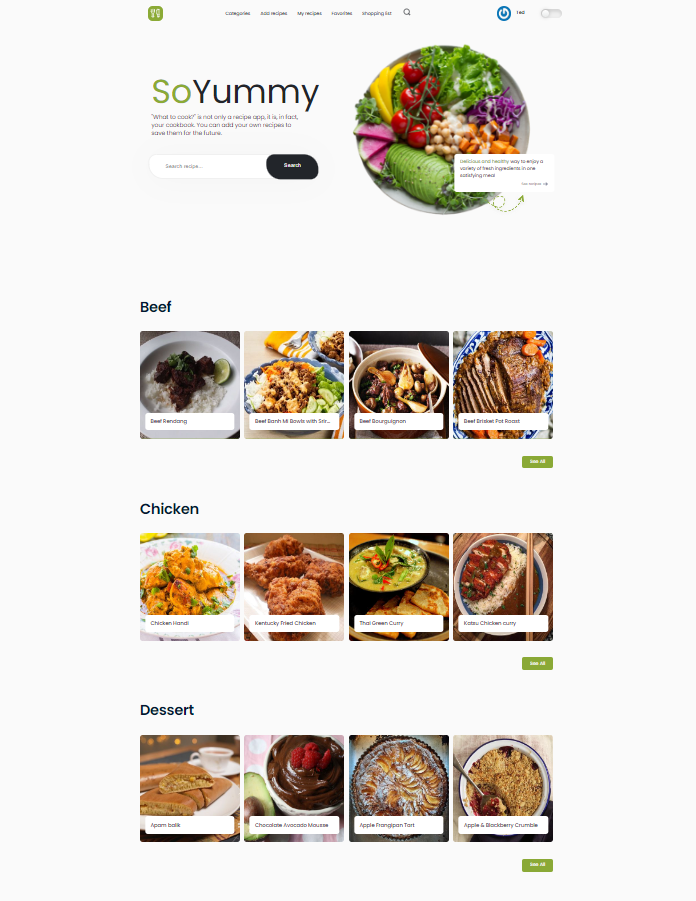 Categories Add recipes My recipes Favorites Shopping list Ted
SoYummy
"What to cook?" is not only a recipe app, it is, in fact,
your cookbook. You can add your own recipes to
save them for the future.
Search recipe... Search
Delicious and healthy way to enjoy a
variety of fresh ingredients in one
satisfying meal
See recipes
Beef
Beef Rendang
Beef Banh Mi Bowls with Srir...
Beef Bourguignon
Beef Brisket Pot Roast
See All
Chicken
Chicken Handi
Kentucky Fried Chicken
Thai Green Curry
Katsu Chicken curry
See All
Dessert
Apam balik
Chocolate Avocado Mousse
Apple Frangipan Tart
Apple & Blackberry Crumble
See All